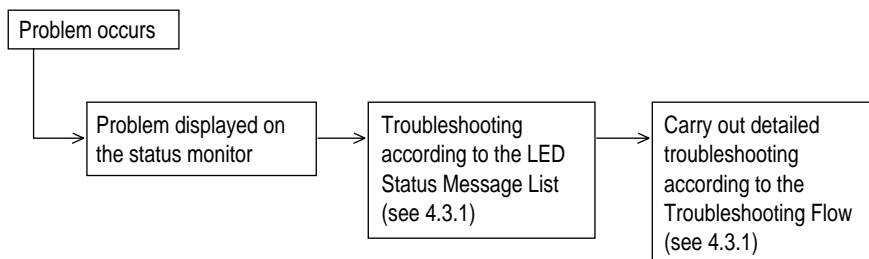 Problem occurs
Problem displayed on
the status monitor
Troubleshooting
according to the LED
Status Message List
(see 4.3.1)
Carry out detailed
troubleshooting
according to the
Troubleshooting Flow
(see 4.3.1)